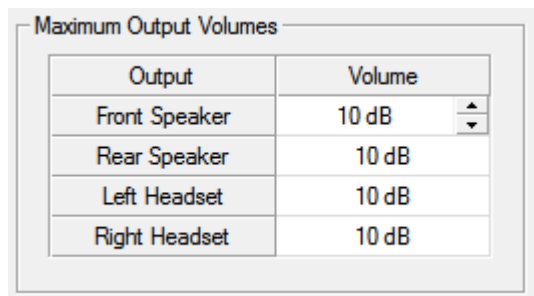 Maximum Output Volumes
Output Volume
Front Speaker 10 dB
Rear Speaker 10 dB
Left Headset 10 dB
Right Headset 10 dB